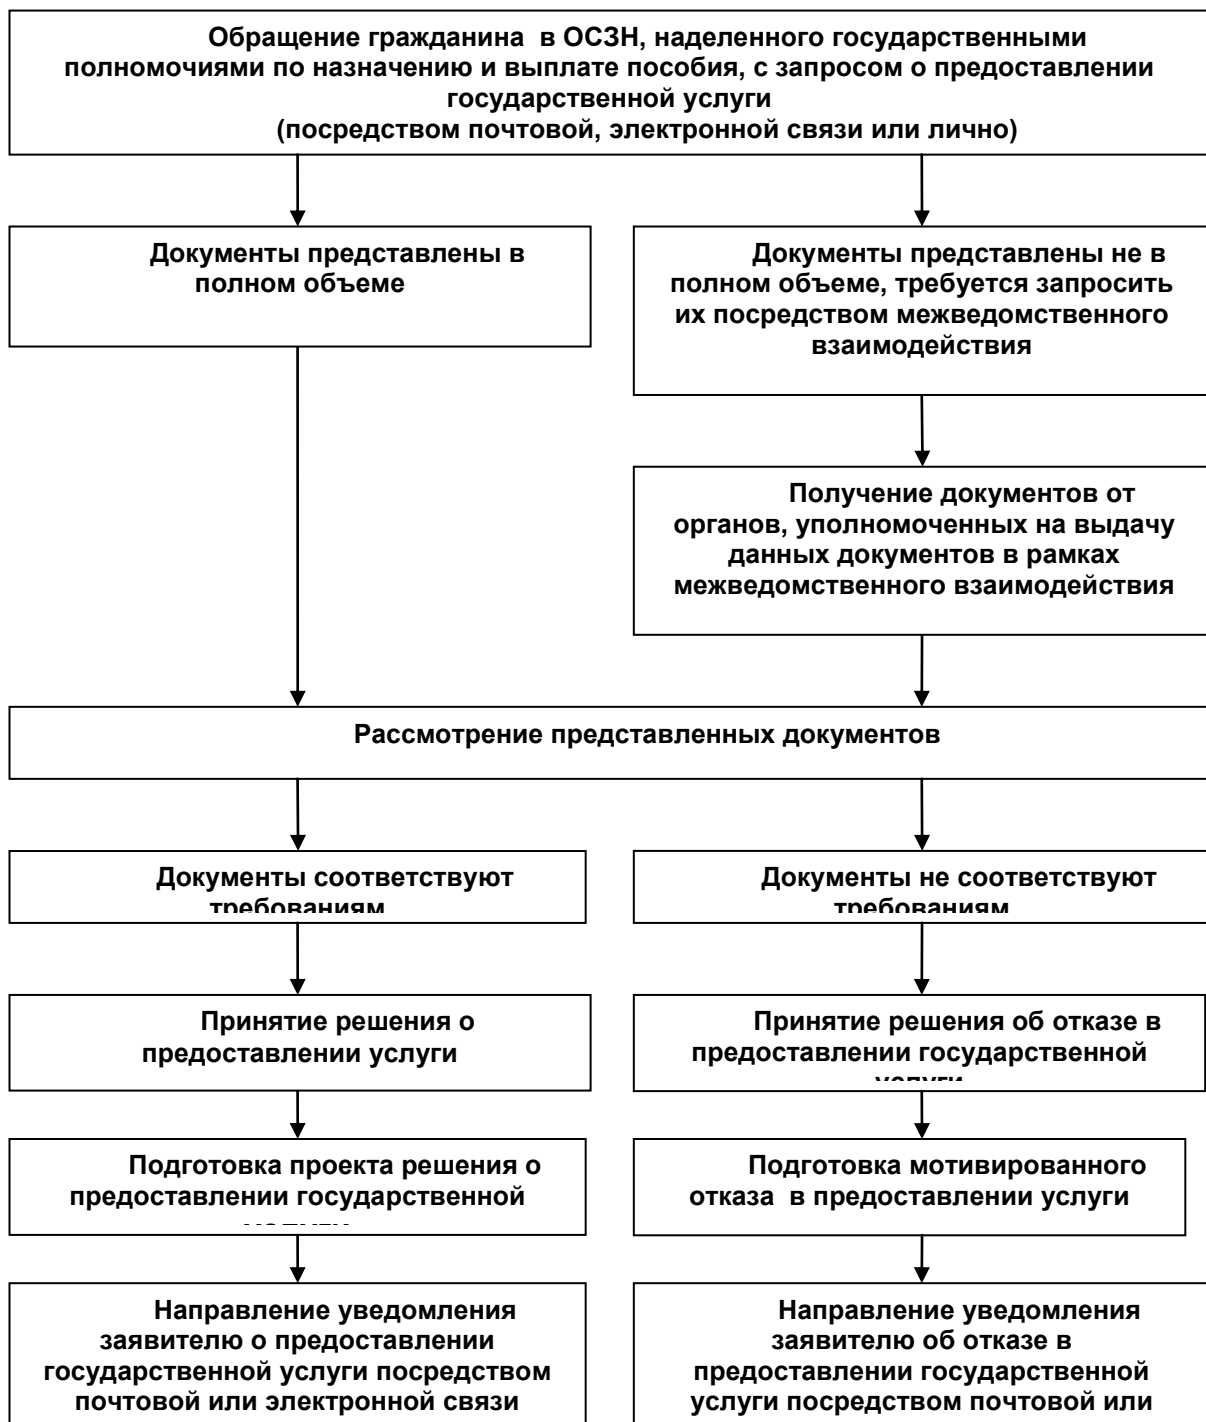 Обращение гражданина в ОСЗН, наделенного государственными
полномочиями по назначению и выплате пособия, с запросом о предоставлении
государственной услуги
(посредством почтовой, электронной связи или лично)
Документы представлены в
полном объеме
Документы представлены не в
полном объеме, требуется запросить
их посредством межведомственного
взаимодействия
Получение документов от
органов, уполномоченных на выдачу
данных документов в рамках
межведомственного взаимодействия
Рассмотрение представленных документов
Документы соответствуют
требованиям
Документы не соответствуют
требованиям
Принятие решения о
предоставлении услуги
Принятие решения об отказе в
предоставлении государственной
услуги
Подготовка проекта решения о
предоставлении государственной
услуги
Подготовка мотивированного
отказа в предоставлении услуги
Направление уведомления
заявителю о предоставлении
государственной услуги посредством
почтовой или электронной связи
Направление уведомления
заявителю об отказе в
предоставлении государственной
услуги посредством почтовой или